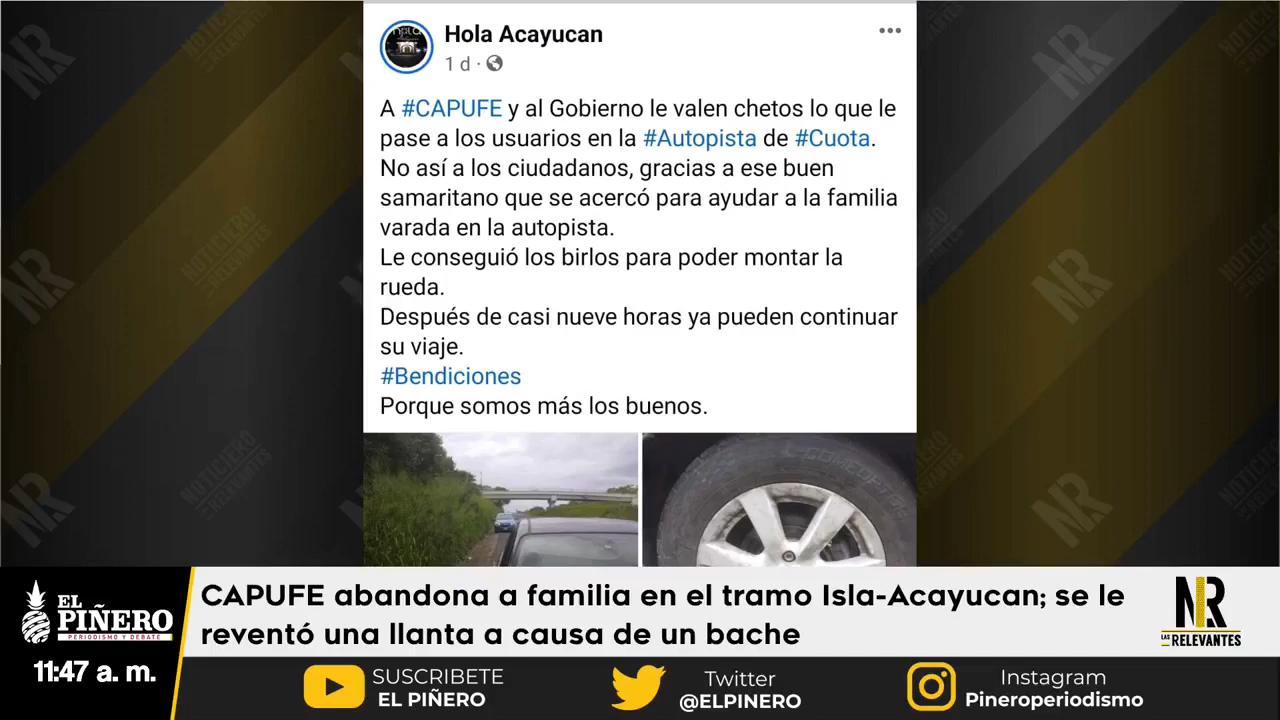 Hola Acayucan
1 d ·
A #CAPUFE y al Gobierno le valen chetos lo que le
pase a los usuarios en la #Autopista de #Cuota.
No así a los ciudadanos, gracias a ese buen
samaritano que se acercó para ayudar a la familia
varada en la autopista.
Le conseguió los birlos para poder montar la
rueda.
Después de casi nueve horas ya pueden continuar
su viaje.
#Bendiciones
Porque somos más los buenos.
CAPUFE abandona a familia en el tramo Isla-Acayucan; se le
reventó una llanta a causa de un bache
EL
PIÑERO
PERIODISMO Y DEBATE
11:47 a. m.
NR
LAS RELEVANTES
SUSCRIBETE
EL PIÑERO
Twitter
@ELPINERO
Instagram
Pineroperiodismo
NR
NOTICIERO
RELEVANTES